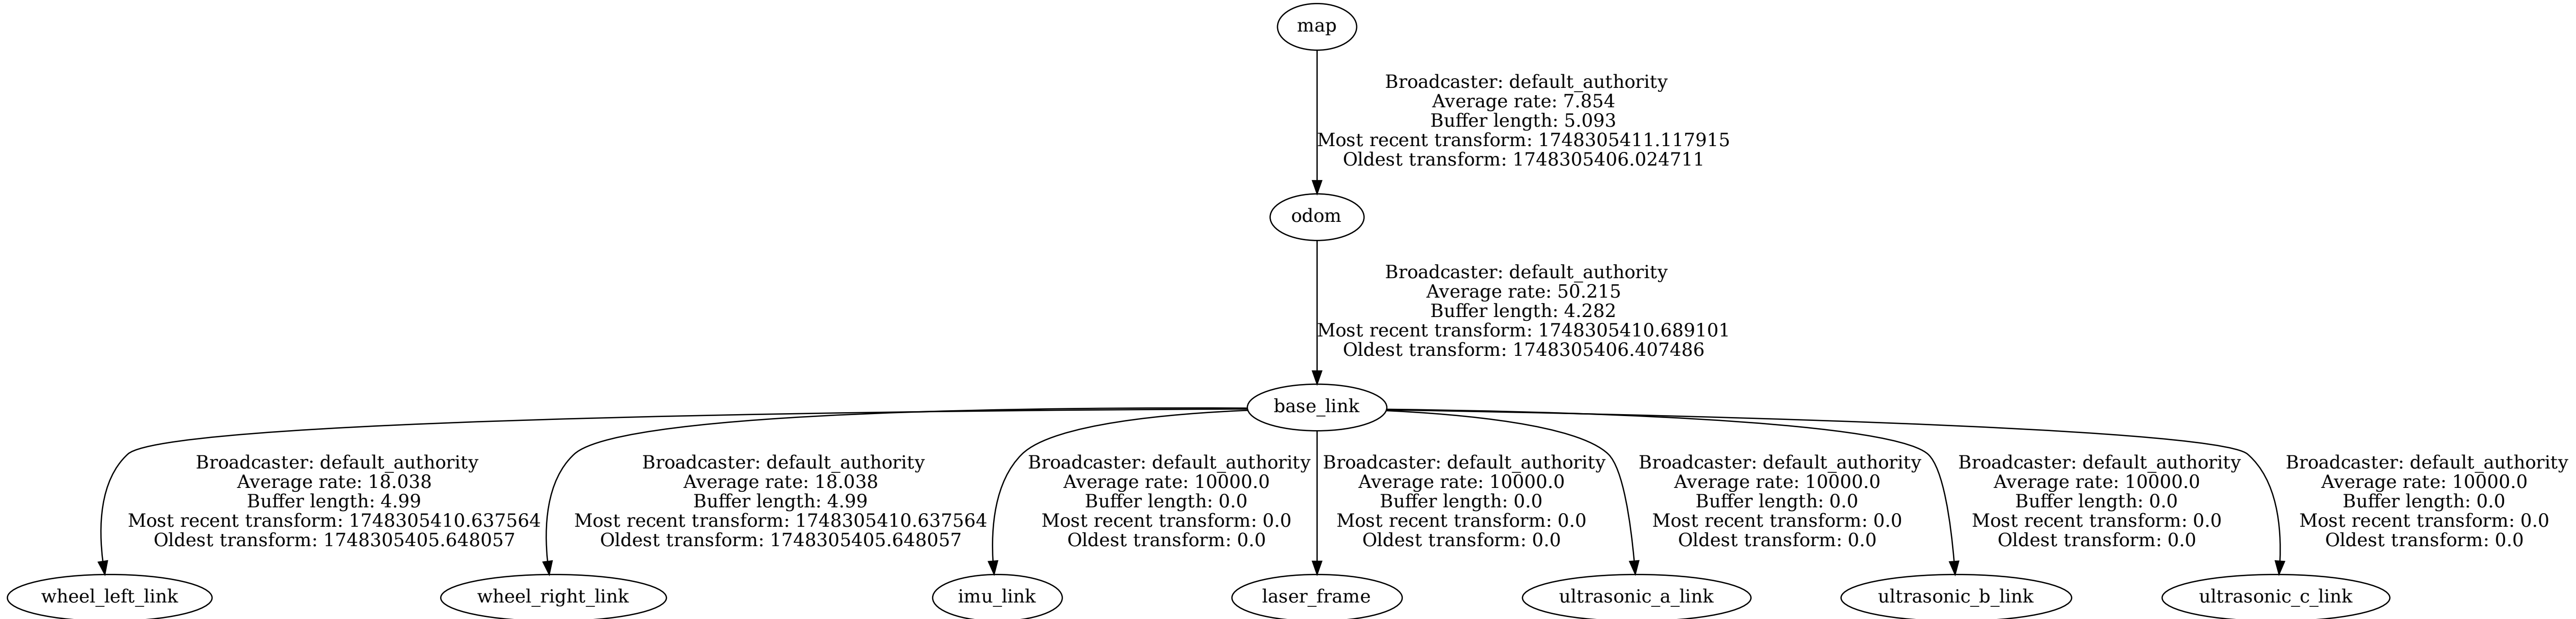 map
Broadcaster: default_authority
Average rate: 7.854
Buffer length: 5.093
Most recent transform: 1748305411.117915
Oldest transform: 1748305406.024711
odom
Broadcaster: default_authority
Average rate: 50.215
Buffer length: 4.282
Most recent transform: 1748305410.689101
Oldest transform: 1748305406.407486
base_link
Broadcaster: default_authority
Average rate: 18.038
Buffer length: 4.99
Most recent transform: 1748305410.637564
Oldest transform: 1748305405.648057
Broadcaster: default_authority
Average rate: 18.038
Buffer length: 4.99
Most recent transform: 1748305410.637564
Oldest transform: 1748305405.648057
Broadcaster: default_authority
Average rate: 10000.0
Buffer length: 0.0
Most recent transform: 0.0
Oldest transform: 0.0
Broadcaster: default_authority
Average rate: 10000.0
Buffer length: 0.0
Most recent transform: 0.0
Oldest transform: 0.0
Broadcaster: default_authority
Average rate: 10000.0
Buffer length: 0.0
Most recent transform: 0.0
Oldest transform: 0.0
Broadcaster: default_authority
Average rate: 10000.0
Buffer length: 0.0
Most recent transform: 0.0
Oldest transform: 0.0
Broadcaster: default_authority
Average rate: 10000.0
Buffer length: 0.0
Most recent transform: 0.0
Oldest transform: 0.0
wheel_left_link
wheel_right_link
imu_link
laser_frame
ultrasonic_a_link
ultrasonic_b_link
ultrasonic_c_link